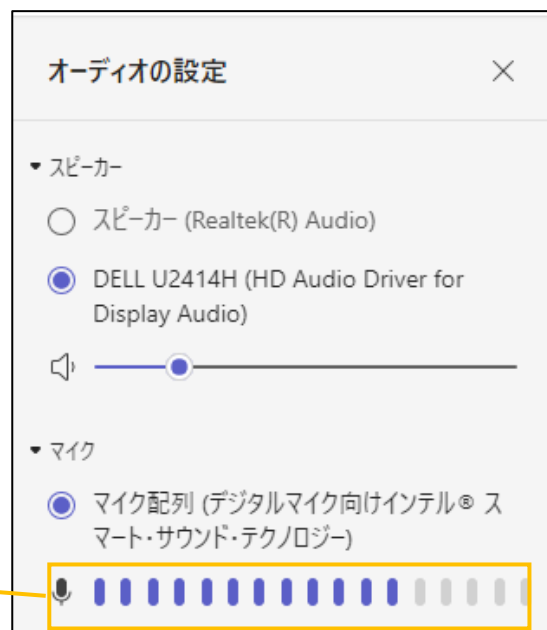 オーディオの設定
スピーカー
スピーカー (Realtek(R) Audio)
DELL U2414H (HD Audio Driver for
Display Audio)
マイク
マイク配列 (デジタルマイク向けインテル® ス
マート・サウンド・テクノロジー)